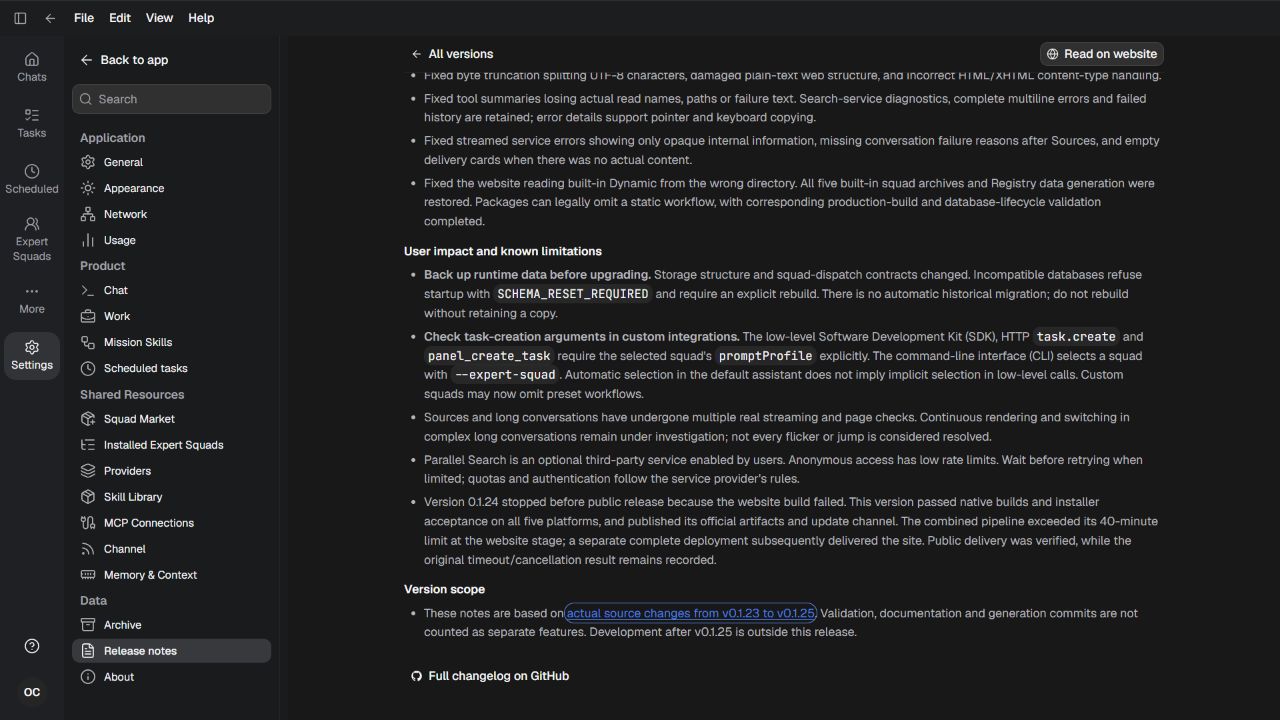 File Edit View Help
Chats
Tasks
Scheduled
Expert
Squads
More
Settings
OC
Back to app
Search
Application
General
Appearance
Network
Usage
Product
Chat
Work
Mission Skills
Scheduled tasks
Shared Resources
Squad Market
Installed Expert Squads
Providers
Skill Library
MCP Connections
Channel
Memory & Context
Data
Archive
Release notes
About
All versions
Read on website
• Fixed byte truncation splitting UTF-8 characters, damaged plain-text web structure, and incorrect HTML/XHTML content-type handling.
• Fixed tool summaries losing actual read names, paths or failure text. Search-service diagnostics, complete multiline errors and failed
history are retained; error details support pointer and keyboard copying.
• Fixed streamed service errors showing only opaque internal information, missing conversation failure reasons after Sources, and empty
delivery cards when there was no actual content.
• Fixed the website reading built-in Dynamic from the wrong directory. All five built-in squad archives and Registry data generation were
restored. Packages can legally omit a static workflow, with corresponding production-build and database-lifecycle validation
completed.
User impact and known limitations
• Back up runtime data before upgrading. Storage structure and squad-dispatch contracts changed. Incompatible databases refuse
startup with SCHEMA_RESET_REQUIRED and require an explicit rebuild. There is no automatic historical migration; do not rebuild
without retaining a copy.
• Check task-creation arguments in custom integrations. The low-level Software Development Kit (SDK), HTTP task.create and
panel_create_task require the selected squad's promptProfile explicitly. The command-line interface (CLI) selects a squad
with --expert-squad. Automatic selection in the default assistant does not imply implicit selection in low-level calls. Custom
squads may now omit preset workflows.
• Sources and long conversations have undergone multiple real streaming and page checks. Continuous rendering and switching in
complex long conversations remain under investigation; not every flicker or jump is considered resolved.
• Parallel Search is an optional third-party service enabled by users. Anonymous access has low rate limits. Wait before retrying when
limited; quotas and authentication follow the service provider's rules.
• Version 0.1.24 stopped before public release because the website build failed. This version passed native builds and installer
acceptance on all five platforms, and published its official artifacts and update channel. The combined pipeline exceeded its 40-minute
limit at the website stage; a separate complete deployment subsequently delivered the site. Public delivery was verified, while the
original timeout/cancellation result remains recorded.
Version scope
• These notes are based on actual source changes from v0.1.23 to v0.1.25. Validation, documentation and generation commits are not
counted as separate features. Development after v0.1.25 is outside this release.
Full changelog on GitHub